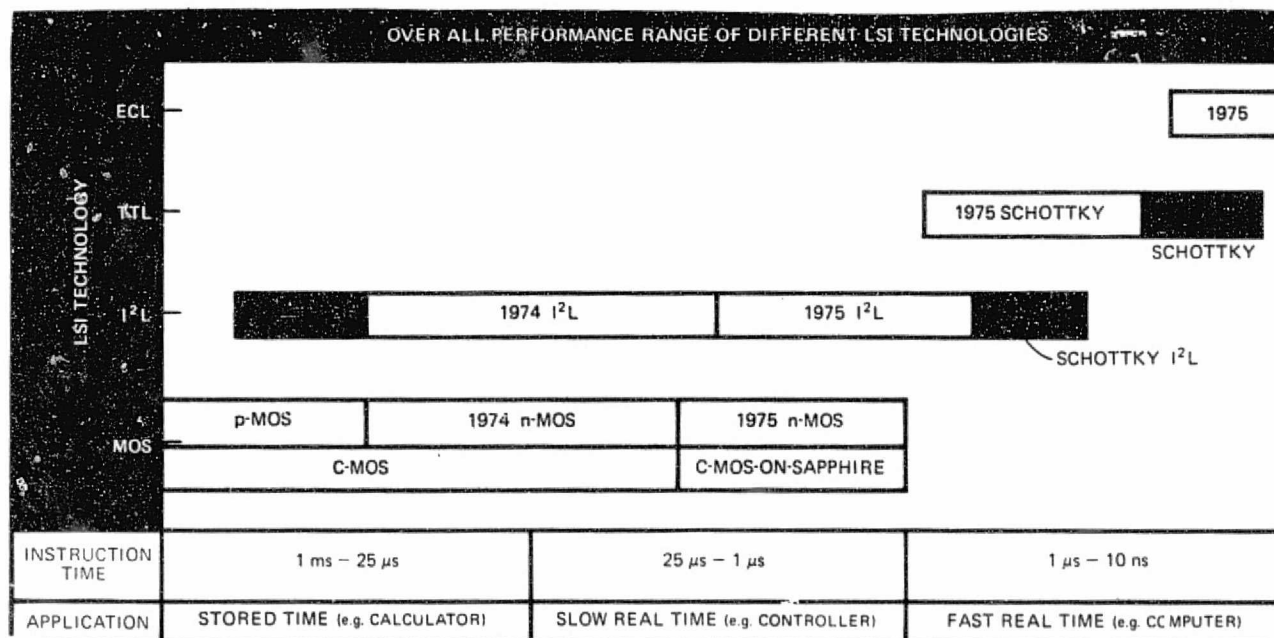 OVER ALL PERFORMANCE RANGE OF DIFFERENT LSI TECHNOLOGIES
LSI TECHNOLOGY
ECL
1975
TTL
1975 SCHOTTKY
SCHOTTKY
I²L
1974 I²L
1975 I²L
SCHOTTKY I²L
MOS
p-MOS
1974 n-MOS
1975 n-MOS
C-MOS
C-MOS-ON-SAPPHIRE
INSTRUCTION
TIME
1 ms – 25 µs
25 µs – 1 µs
1 µs – 10 ns
APPLICATION
STORED TIME (e.g. CALCULATOR)
SLOW REAL TIME (e.g. CONTROLLER)
FAST REAL TIME (e.g. COMPUTER)